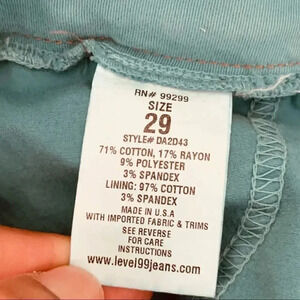 RN# 99299
SIZE
29
STYLE# DA2D43
71% COTTON, 17% RAYON
9% POLYESTER
3% SPANDEX
LINING: 97% COTTON
3% SPANDEX
MADE IN U.S.A
WITH IMPORTED FABRIC & TRIMS
SEE REVERSE
FOR CARE
INSTRUCTIONS
www.level99jeans.com